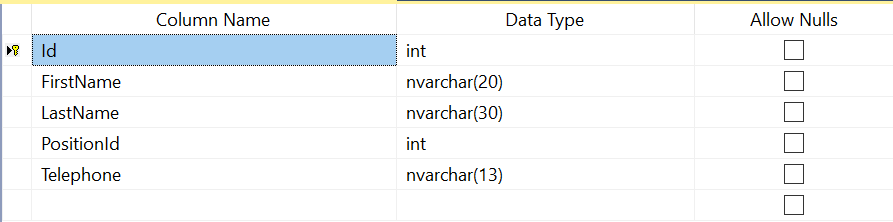 Column Name Data Type Allow Nulls
Id int
FirstName nvarchar(20)
LastName nvarchar(30)
PositionId int
Telephone nvarchar(13)